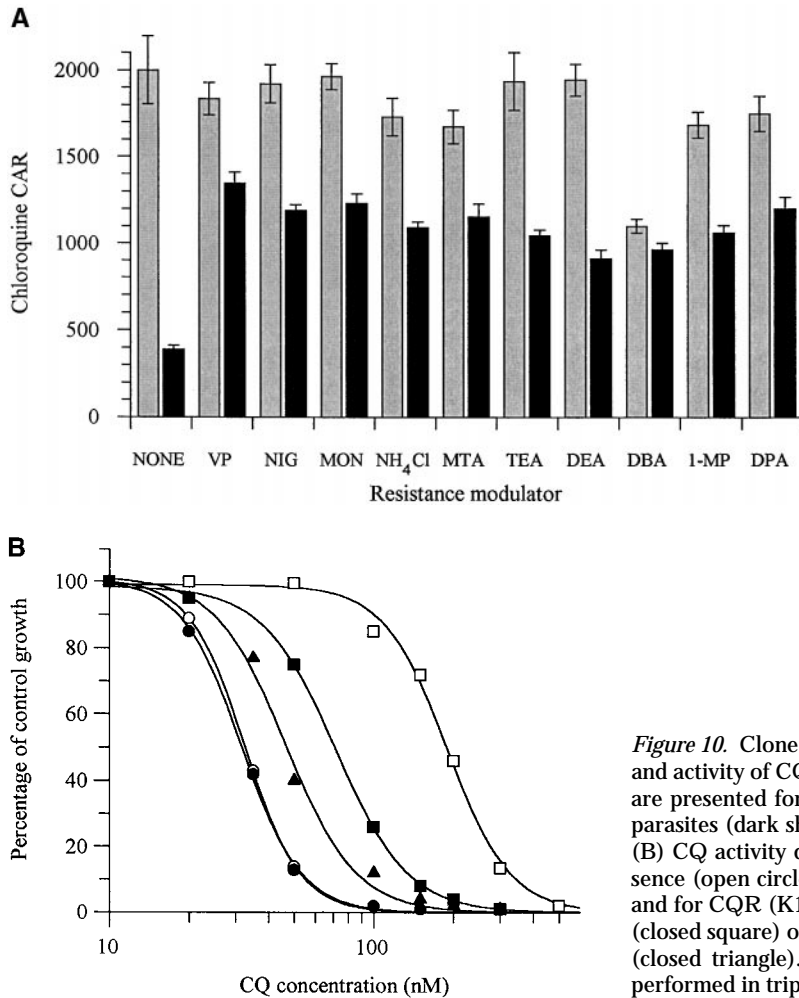 A
Chloroquine CAR
2000
1500
1000
500
0
NONE VP NIG MON NH4Cl MTA TEA DEA DBA 1-MP DPA
Resistance modulator
B
Percentage of control growth
100
80
60
40
20
0
10 100
CQ concentration (nM)
Figure 10. Clone
and activity of CQ
are presented for
parasites (dark sh
(B) CQ activity
sence (open circl
and for CQR (K1
(closed square) o
(closed triangle).
performed in trip